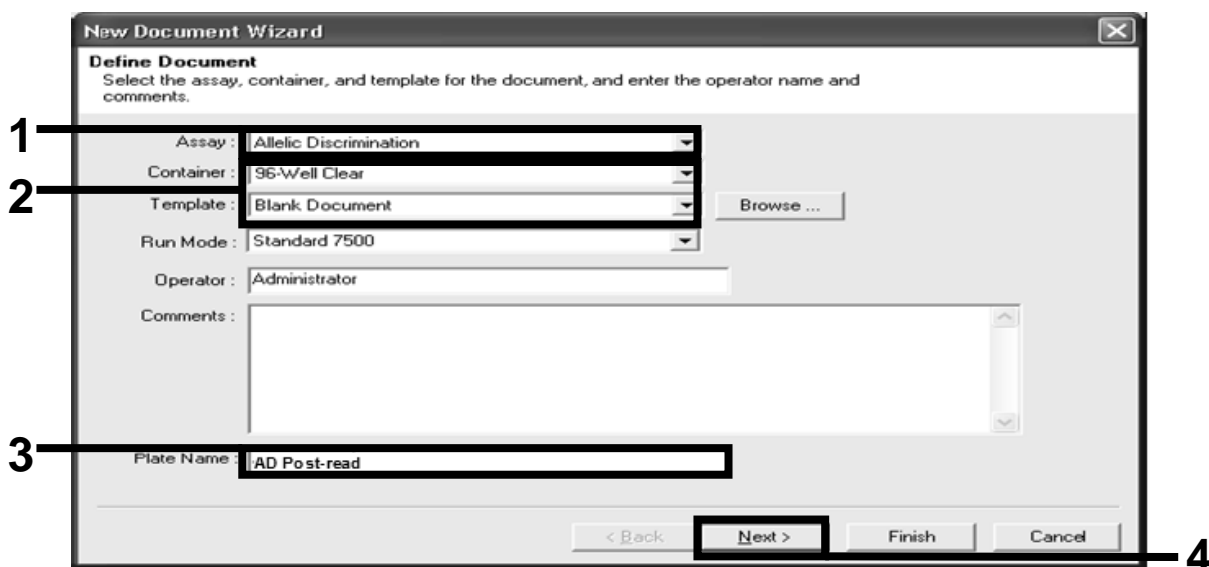 New Document Wizard
Define Document
Select the assay, container, and template for the document, and enter the operator name and
comments.
1
Assay : Allelic Discrimination
Container : 96-Well Clear
2
Template : Blank Document Browse ...
Run Mode : Standard 7500
Operator : Administrator
Comments :
3
Plate Name : AD Post-read
< Back Next > Finish Cancel
4